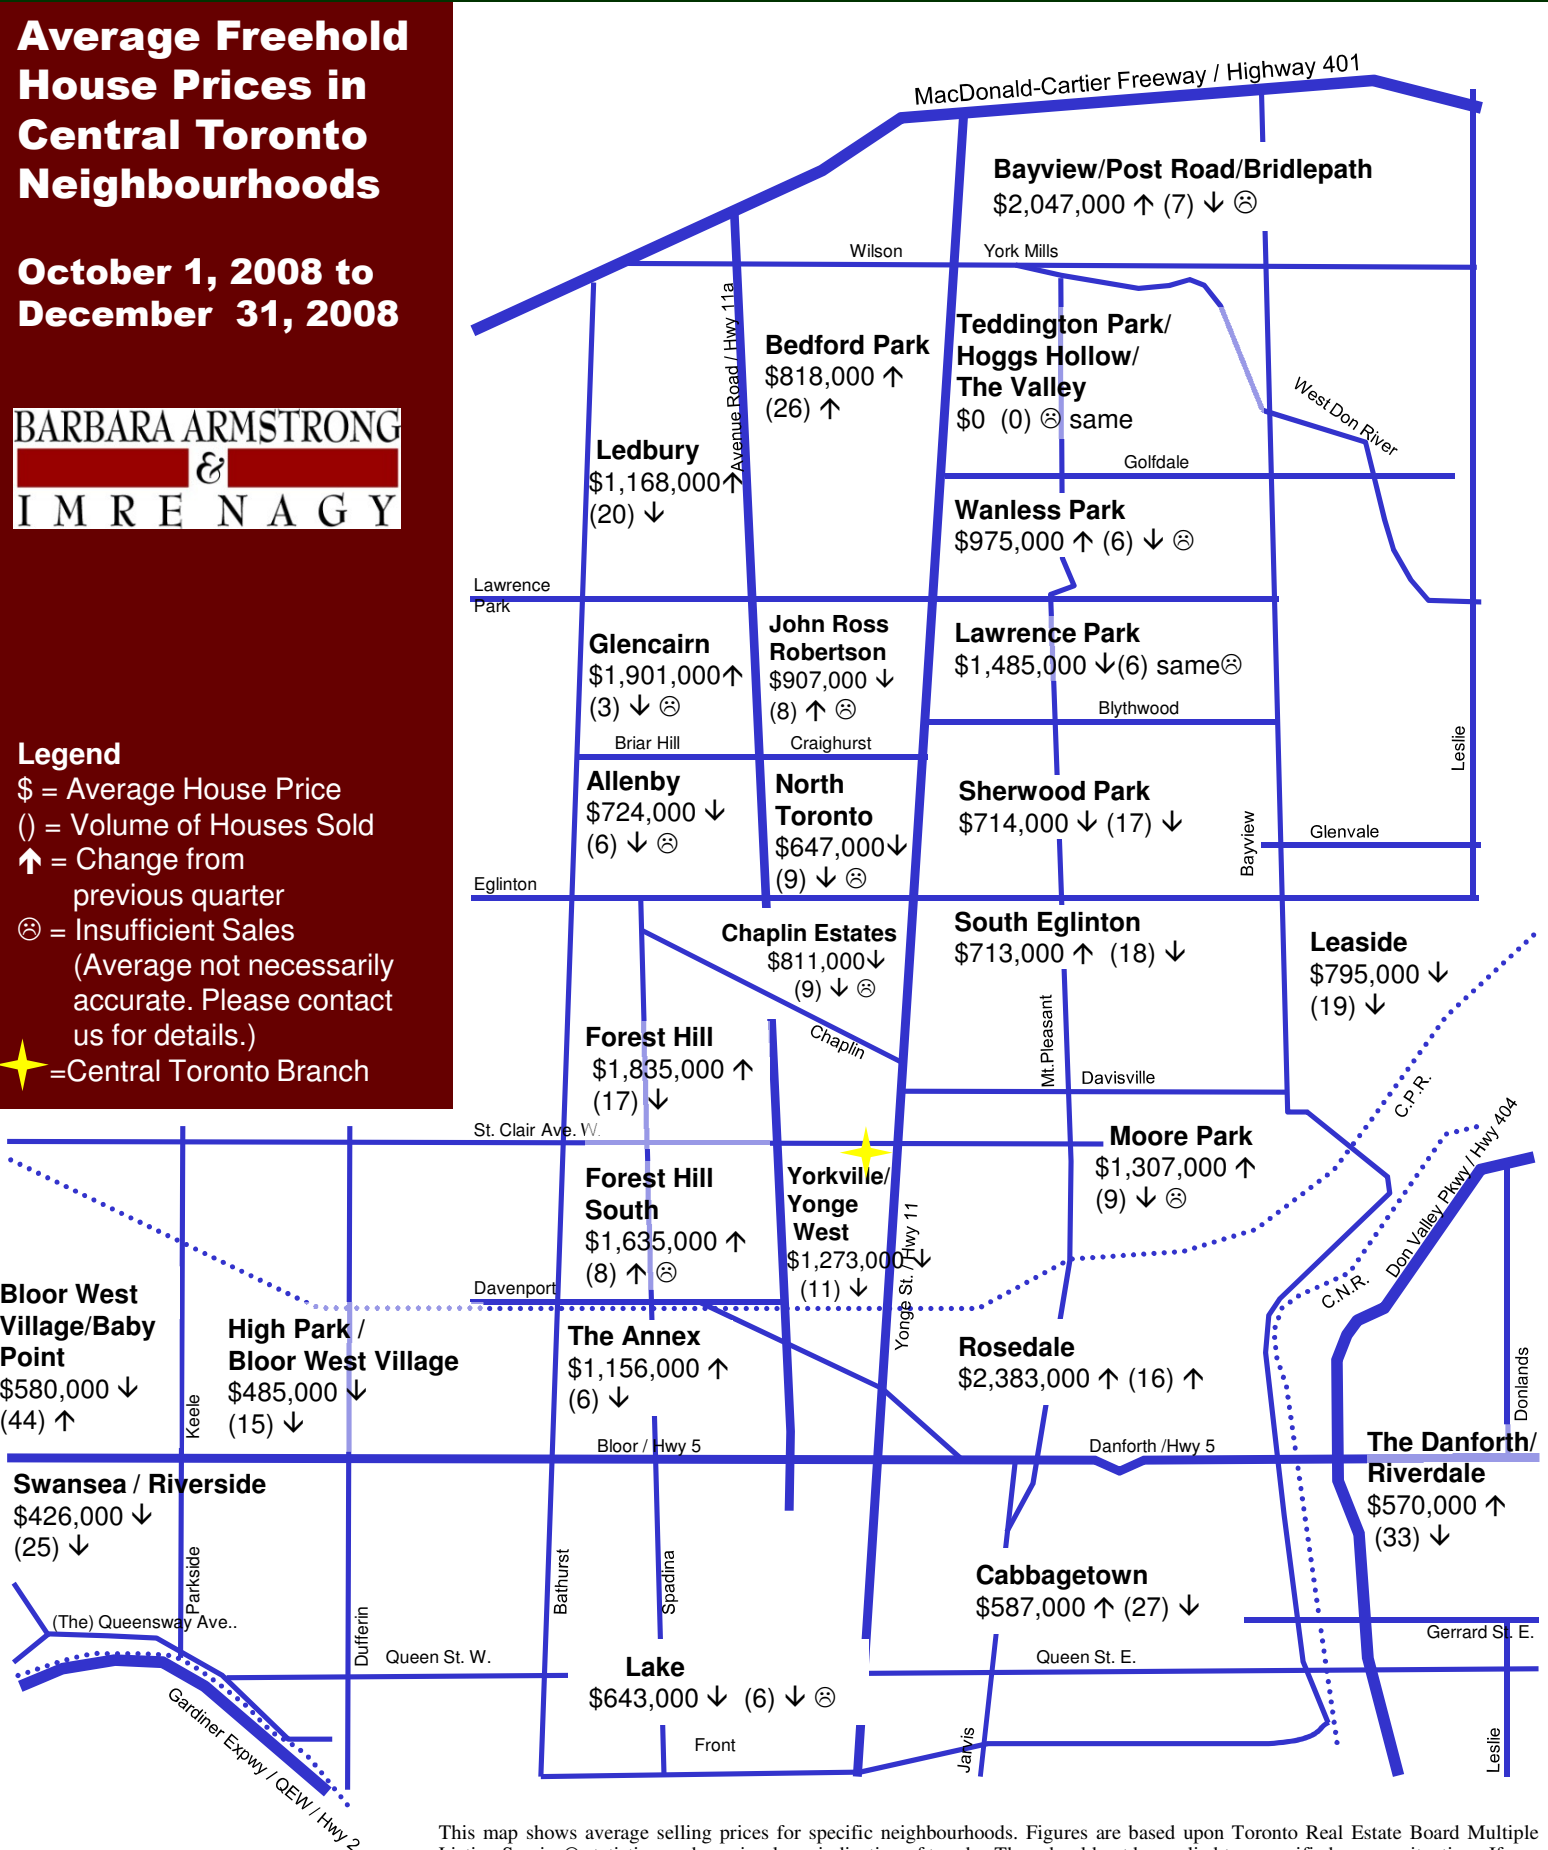 Average Freehold
House Prices in
Central Toronto
Neighbourhoods
October 1, 2008 to
December 31, 2008
BARBARA ARMSTRONG
&
IMRE NAGY
Legend
$ = Average House Price
() = Volume of Houses Sold
↑ = Change from
previous quarter
☹ = Insufficient Sales
(Average not necessarily
accurate. Please contact
us for details.)
=Central Toronto Branch
MacDonald-Cartier Freeway / Highway 401
Bayview/Post Road/Bridlepath
$2,047,000 ↑ (7) ↓ ☹
Wilson
York Mills
Avenue Road / Hwy 11a
Bedford Park
$818,000 ↑
(26) ↑
Teddington Park/
Hoggs Hollow/
The Valley
$0 (0) ☹ same
West Don River
Ledbury
$1,168,000↑
(20) ↓
Golfdale
Wanless Park
$975,000 ↑ (6) ↓ ☹
Lawrence
Park
Glencairn
$1,901,000↑
(3) ↓ ☹
John Ross
Robertson
$907,000 ↓
(8) ↑ ☹
Lawrence Park
$1,485,000 ↓(6) same☹
Blythwood
Leslie
Briar Hill
Craighurst
Allenby
$724,000 ↓
(6) ↓ ☹
North
Toronto
$647,000↓
(9) ↓ ☹
Sherwood Park
$714,000 ↓ (17) ↓
Bayview
Glenvale
Eglinton
Chaplin Estates
$811,000↓
(9) ↓ ☹
Chaplin
South Eglinton
$713,000 ↑ (18) ↓
Leaside
$795,000 ↓
(19) ↓
Mt.Pleasant
Forest Hill
$1,835,000 ↑
(17) ↓
Davisville
C.P.R.
St. Clair Ave. W.
Moore Park
$1,307,000 ↑
(9) ↓ ☹
Don Valley Pkwy / Hwy 404
Forest Hill
South
$1,635,000 ↑
(8) ↑ ☹
Yorkville/
Yonge
West
$1,273,000 ↓
(11) ↓
Yonge St. / Hwy 11
Davenport
C.N.R.
Bloor West
Village/Baby
Point
$580,000 ↓
(44) ↑
Keele
High Park /
Bloor West Village
$485,000 ↓
(15) ↓
The Annex
$1,156,000 ↑
(6) ↓
Rosedale
$2,383,000 ↑ (16) ↑
Donlands
Bloor / Hwy 5
Danforth /Hwy 5
The Danforth/
Riverdale
$570,000 ↑
(33) ↓
Swansea / Riverside
$426,000 ↓
(25) ↓
Parkside
Bathurst
Spadina
Cabbagetown
$587,000 ↑ (27) ↓
(The) Queensway Ave..
Dufferin
Gerrard St. E.
Queen St. W.
Queen St. E.
Lake
$643,000 ↓ (6) ↓ ☹
Gardiner Expwy / QEW / Hwy 2
Front
Jarvis
Leslie
This map shows average selling prices for specific neighbourhoods. Figures are based upon Toronto Real Estate Board Multiple